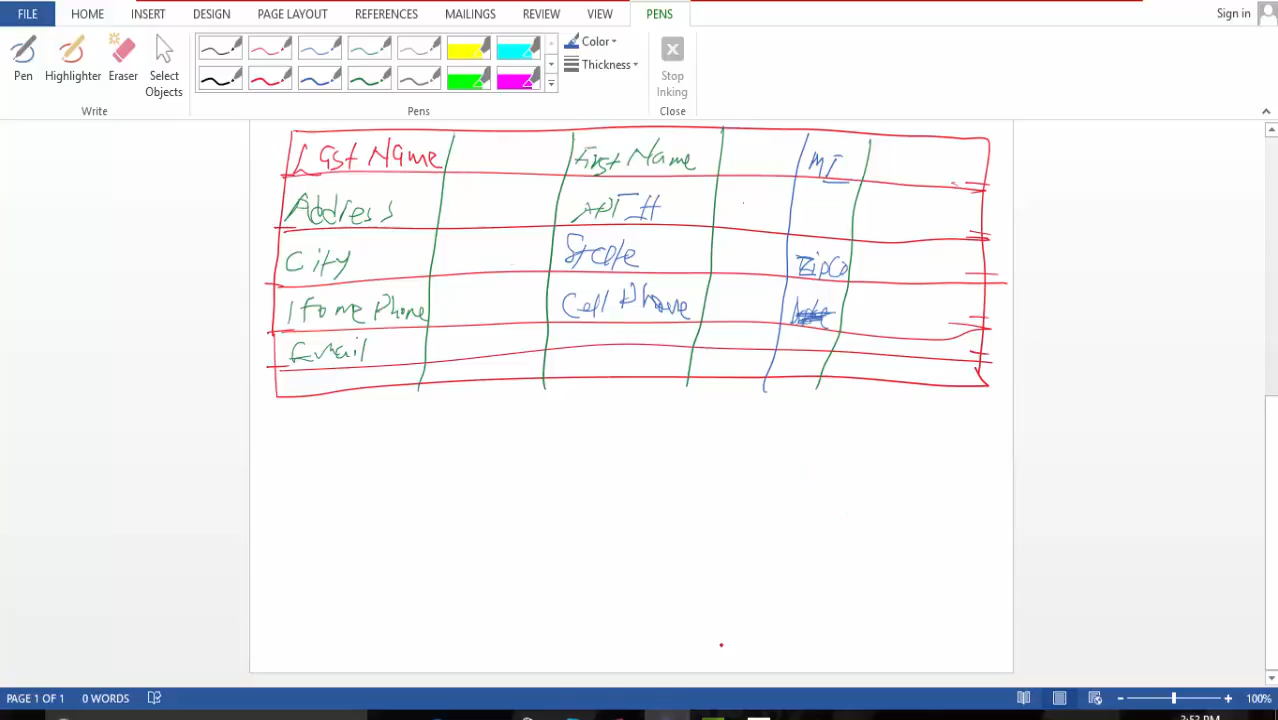 FILE HOME INSERT DESIGN PAGE LAYOUT REFERENCES MAILINGS REVIEW VIEW PENS Sign in
Color
Thickness
Pen Highlighter Eraser Select Objects Stop Inking
Write Pens Close
Last Name First Name MI
Address APT #
City State ZipCo
Home Phone Cell Phone
Email
PAGE 1 OF 1 0 WORDS 100%